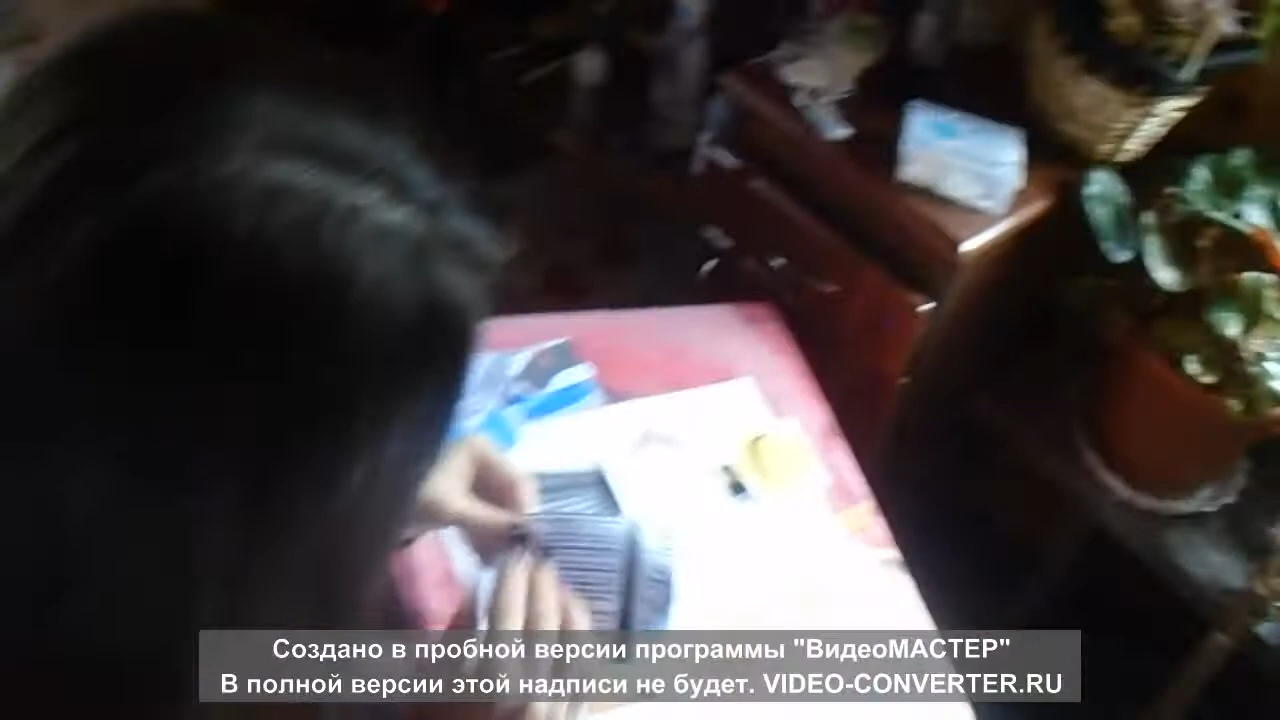 Создано в пробной версии программы "ВидеоМАСТЕР"
В полной версии этой надписи не будет. VIDEO-CONVERTER.RU